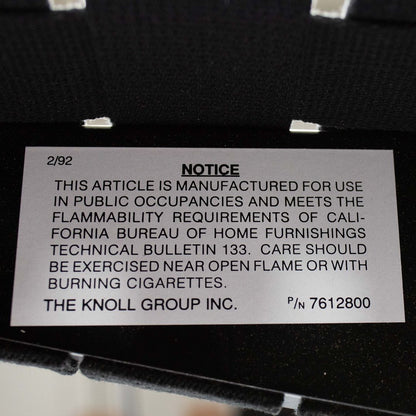 2/92
NOTICE
THIS ARTICLE IS MANUFACTURED FOR USE
IN PUBLIC OCCUPANCIES AND MEETS THE
FLAMMABILITY REQUIREMENTS OF CALI-
FORNIA BUREAU OF HOME FURNISHINGS
TECHNICAL BULLETIN 133. CARE SHOULD
BE EXERCISED NEAR OPEN FLAME OR WITH
BURNING CIGARETTES.
THE KNOLL GROUP INC. P/N 7612800